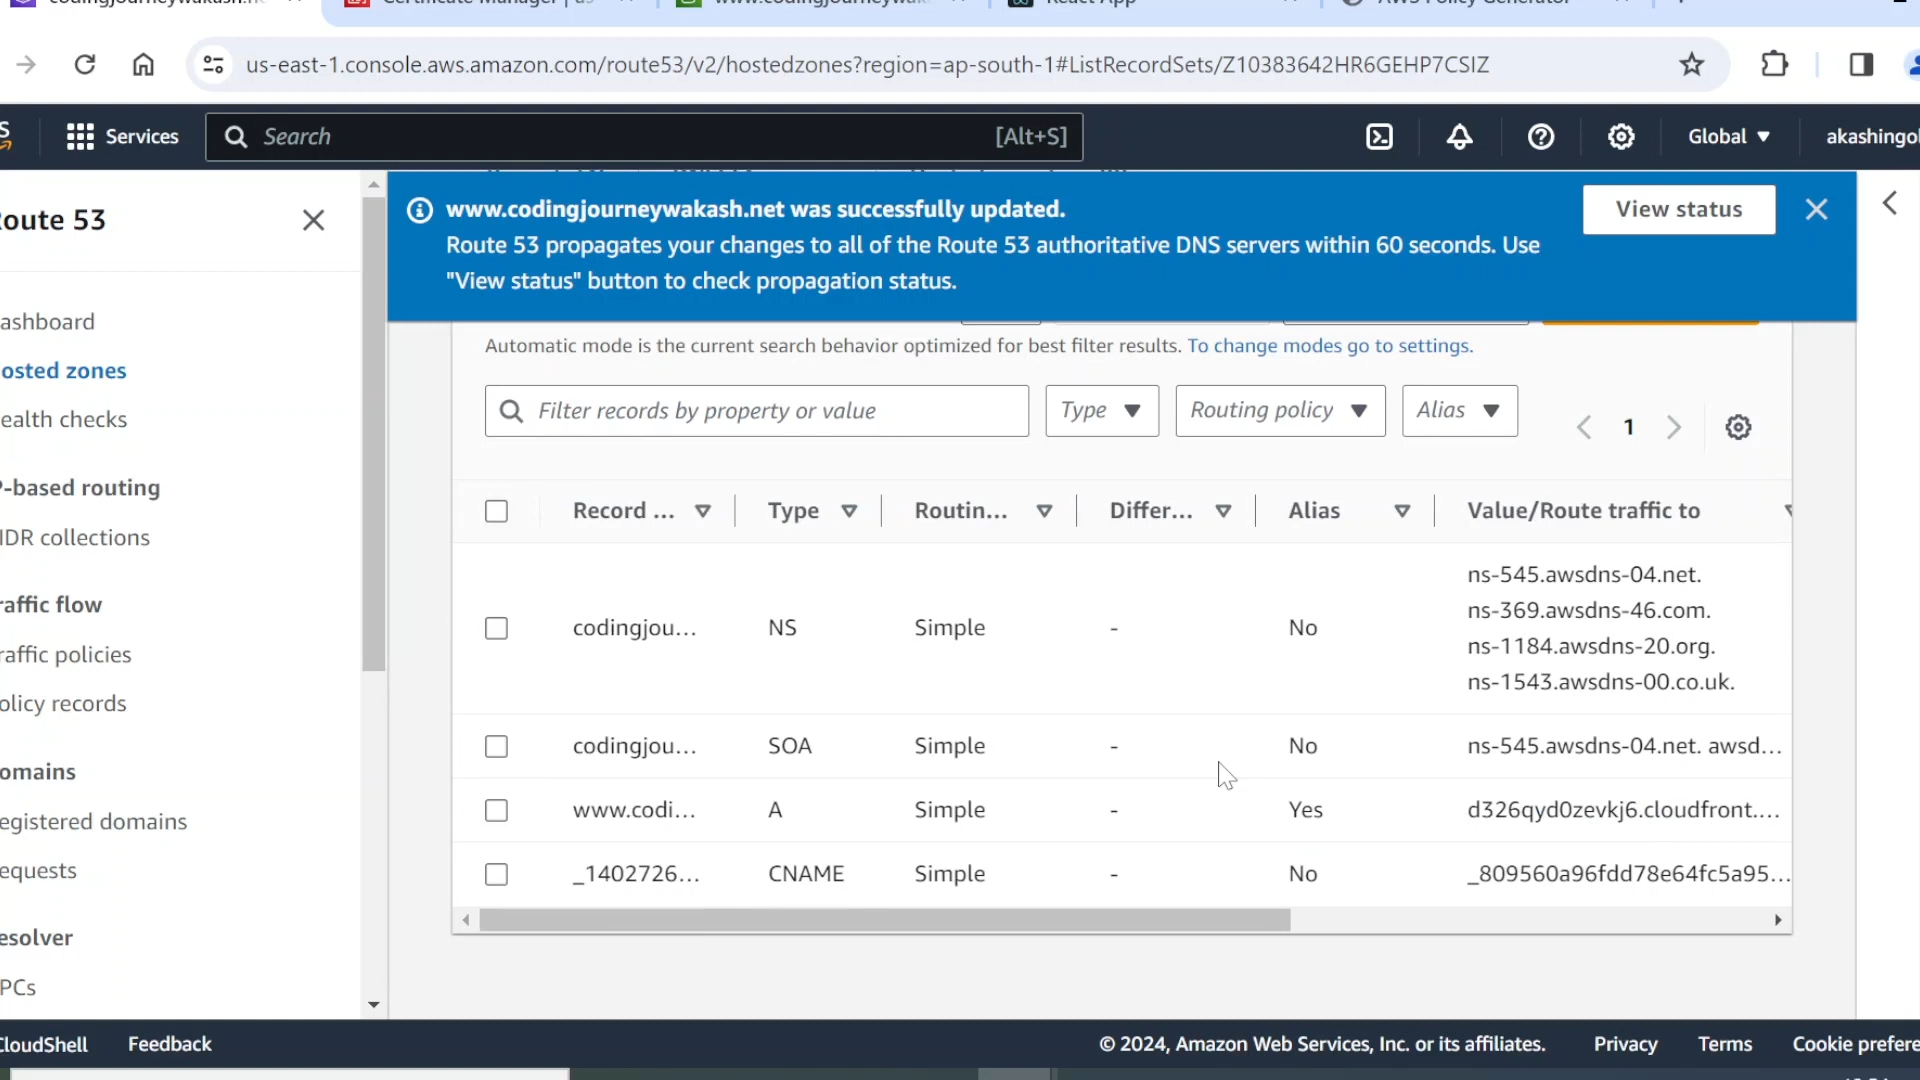 us-east-1.console.aws.amazon.com/route53/v2/hostedzones?region=ap-south-1#ListRecordSets/Z10383642HR6GEHP7CSIZ
Services
Search
[Alt+S]
Global
akashingol
oute 53
www.codingjourneywakash.net was successfully updated.
View status
Route 53 propagates your changes to all of the Route 53 authoritative DNS servers within 60 seconds. Use
"View status" button to check propagation status.
ashboard
osted zones
ealth checks
P-based routing
IDR collections
raffic flow
raffic policies
olicy records
omains
egistered domains
equests
esolver
PCs
Automatic mode is the current search behavior optimized for best filter results. To change modes go to settings.
Filter records by property or value
Type
Routing policy
Alias
1
Record ... Type Routin... Differ... Alias Value/Route traffic to
codingjou... NS Simple - No
ns-545.awsdns-04.net.
ns-369.awsdns-46.com.
ns-1184.awsdns-20.org.
ns-1543.awsdns-00.co.uk.
codingjou... SOA Simple - No ns-545.awsdns-04.net. awsd...
www.codi... A Simple - Yes d326qyd0zevkj6.cloudfront....
_1402726... CNAME Simple - No _809560a96fdd78e64fc5a95...
CloudShell
Feedback
© 2024, Amazon Web Services, Inc. or its affiliates.
Privacy
Terms
Cookie prefere